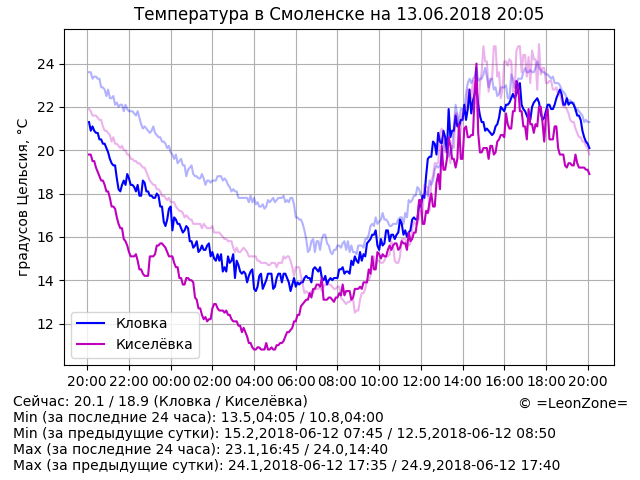 Температура в Смоленске на 13.06.2018 20:05
градусов Цельсия, °C
24
22
20
18
16
14
12
Кловка
Киселёвка
20:00 22:00 00:00 02:00 04:00 06:00 08:00 10:00 12:00 14:00 16:00 18:00 20:00
Сейчас: 20.1 / 18.9 (Кловка / Киселёвка)
© =LeonZone=
Min (за последние 24 часа): 13.5,04:05 / 10.8,04:00
Min (за предыдущие сутки): 15.2,2018-06-12 07:45 / 12.5,2018-06-12 08:50
Max (за последние 24 часа): 23.1,16:45 / 24.0,14:40
Max (за предыдущие сутки): 24.1,2018-06-12 17:35 / 24.9,2018-06-12 17:40